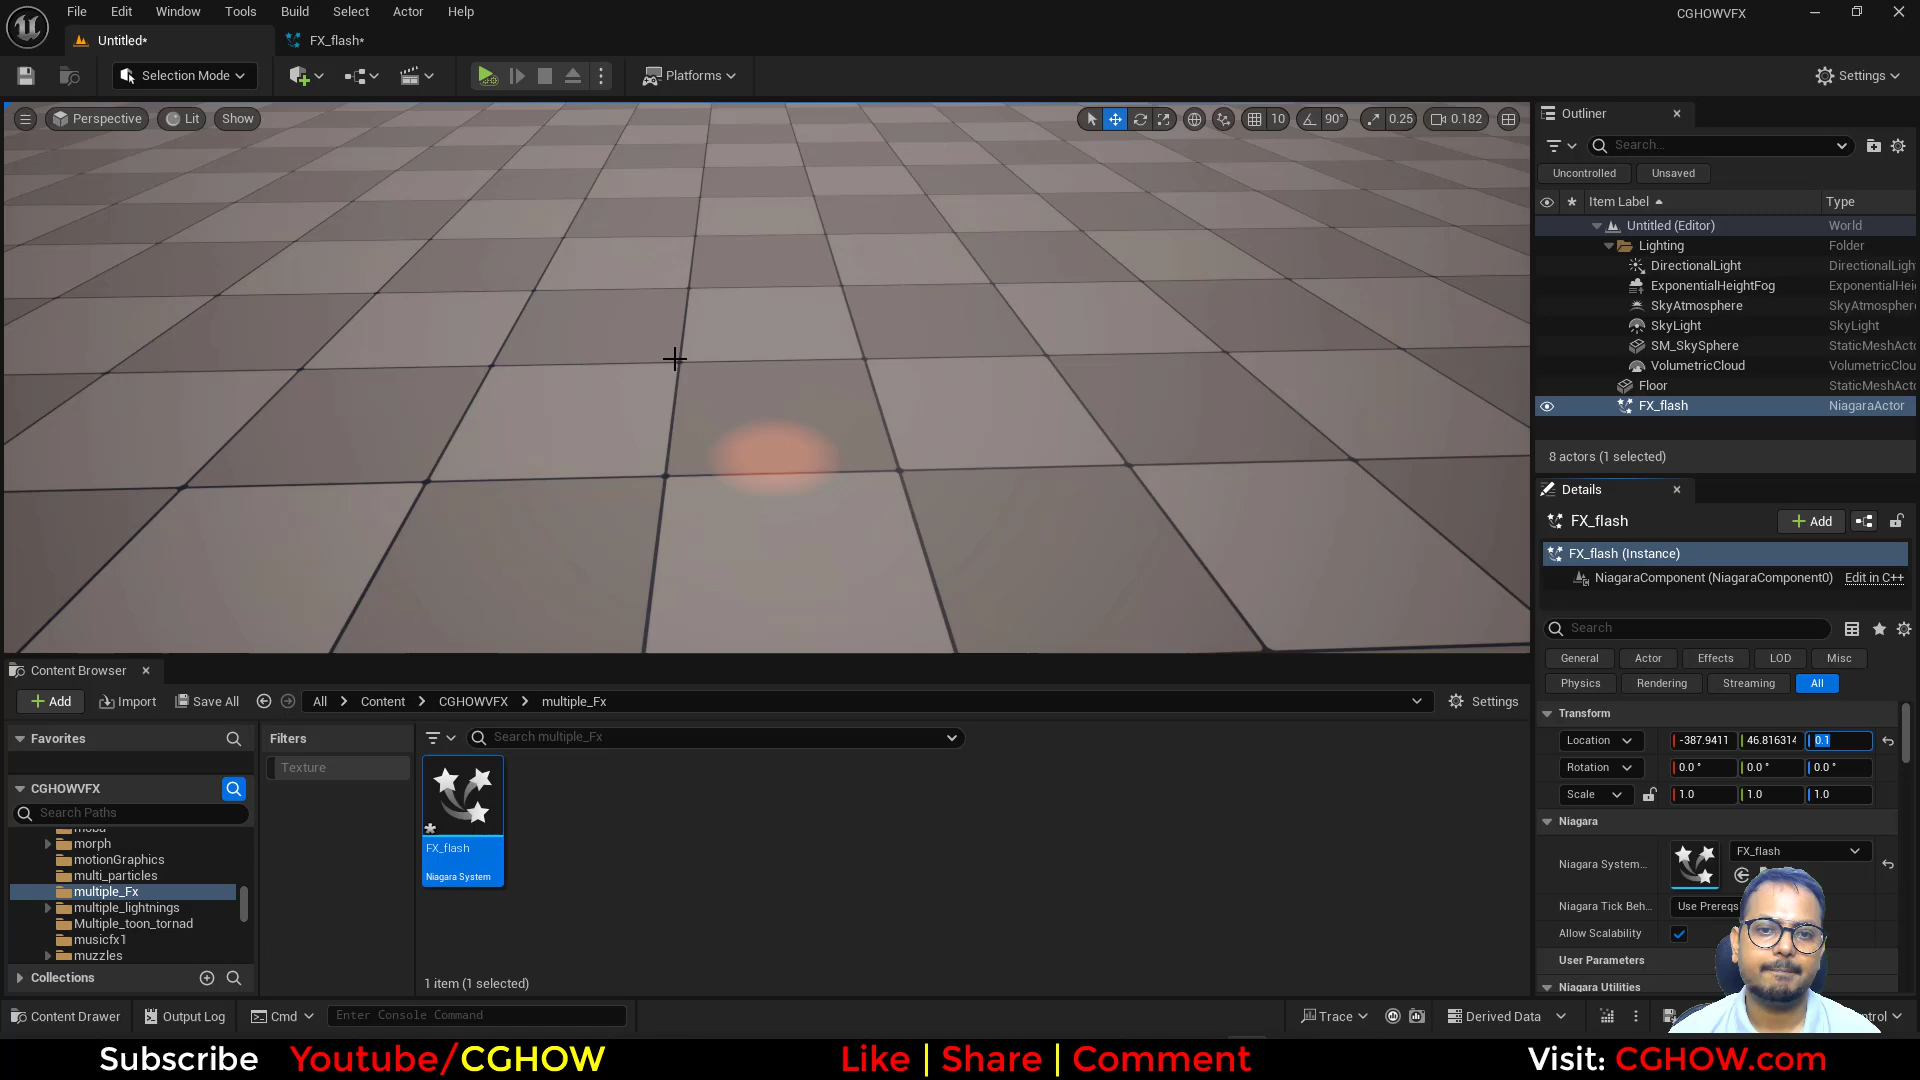 File Edit Window Tools Build Select Actor Help
CGHOWVFX
Untitled*
FX_flash*
Selection Mode
Platforms
Settings
Perspective
Lit
Show
10
90°
0.25
0.182
Outliner
Search...
Uncontrolled
Unsaved
Item Label
Type
Untitled (Editor)
World
Lighting
Folder
DirectionalLight
DirectionalLigh
ExponentialHeightFog
ExponentialHei
SkyAtmosphere
SkyAtmospher
SkyLight
SkyLight
SM_SkySphere
StaticMeshActo
VolumetricCloud
VolumetricClou
Floor
StaticMeshActo
FX_flash
NiagaraActor
8 actors (1 selected)
Details
FX_flash
Add
FX_flash (Instance)
NiagaraComponent (NiagaraComponent0)
Edit in C++
Search
General
Actor
Effects
LOD
Misc
Physics
Rendering
Streaming
All
Transform
Location
-387.9411
46.816314
0.1
Rotation
0.0 °
0.0 °
0.0 °
Scale
1.0
1.0
1.0
Niagara
Niagara System...
FX_flash
Niagara Tick Beh...
Use Prereqs
Allow Scalability
User Parameters
Niagara Utilities
Content Browser
Add
Import
Save All
All
Content
CGHOWVFX
multiple_Fx
Settings
Favorites
Filters
Search multiple_Fx
Texture
CGHOWVFX
Search Paths
moba
morph
motionGraphics
multi_particles
multiple_Fx
multiple_lightnings
Multiple_toon_tornad
musicfx1
muzzles
Collections
FX_flash
Niagara System
1 item (1 selected)
Content Drawer
Output Log
Cmd
Enter Console Command
Trace
Derived Data
ntrol
Subscribe Youtube/CGHOW
Like | Share | Comment
Visit: CGHOW.com